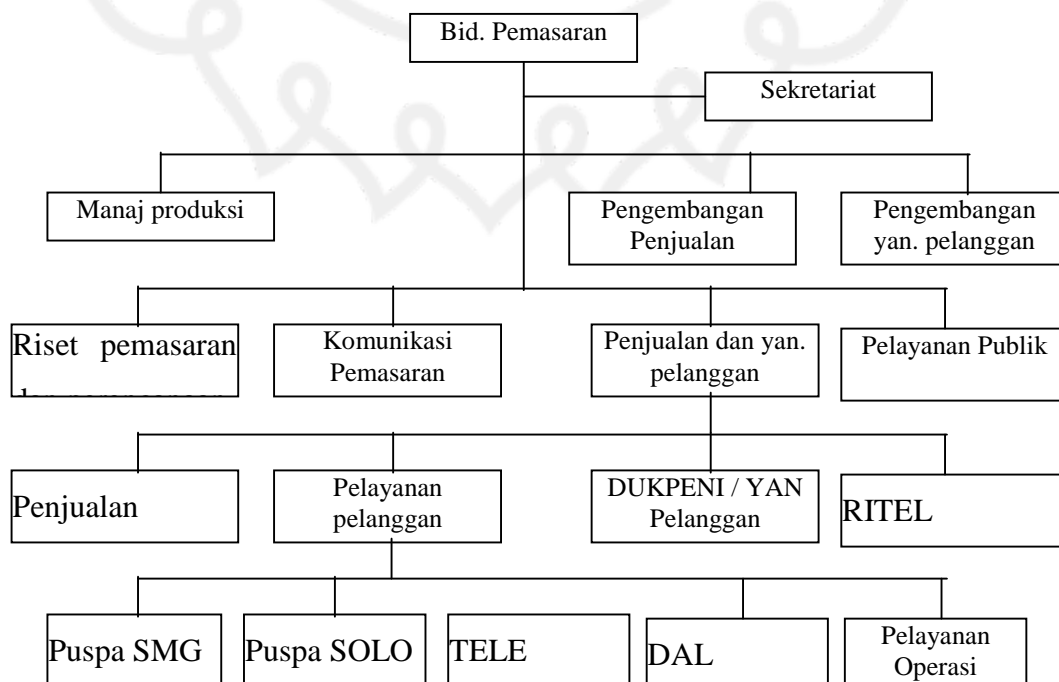 Bid. Pemasaran
Sekretariat
Manaj produksi
Pengembangan
Penjualan
Pengembangan
yan. pelanggan
Riset pemasaran
Komunikasi
Pemasaran
Penjualan dan yan.
pelanggan
Pelayanan Publik
Penjualan
Pelayanan
pelanggan
DUKPENI / YAN
Pelanggan
RITEL
Puspa SMG
Puspa SOLO
TELE
DAL
Pelayanan
Operasi